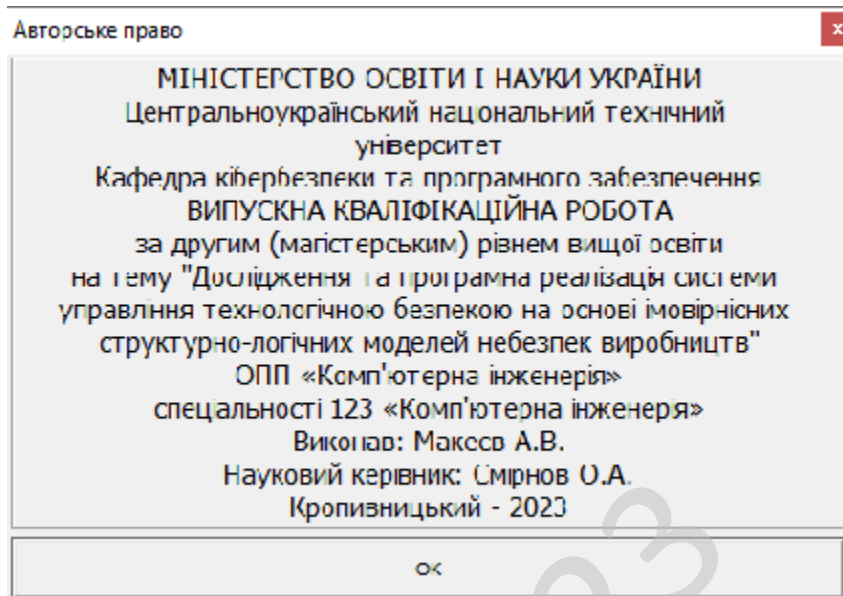 Авторське право
x
МІНІСТЕРСТВО ОСВІТИ І НАУКИ УКРАЇНИ
Центральноукраїнський національний технічний
університет
Кафедра кібербезпеки та програмного забезпечення
ВИПУСКНА КВАЛІФІКАЦІЙНА РОБОТА
за другим (магістерським) рівнем вищої освіти
на тему "Дослідження та програмна реалізація системи
управління технологічною безпекою на основі імовірнісних
структурно-логічних моделей небезпек виробництв"
ОПП «Комп'ютерна інженерія»
спеціальності 123 «Комп'ютерна інженерія»
Виконав: Макєєв А.В.
Науковий керівник: Смірнов О.А.
Кропивницький - 2023
ОК
23